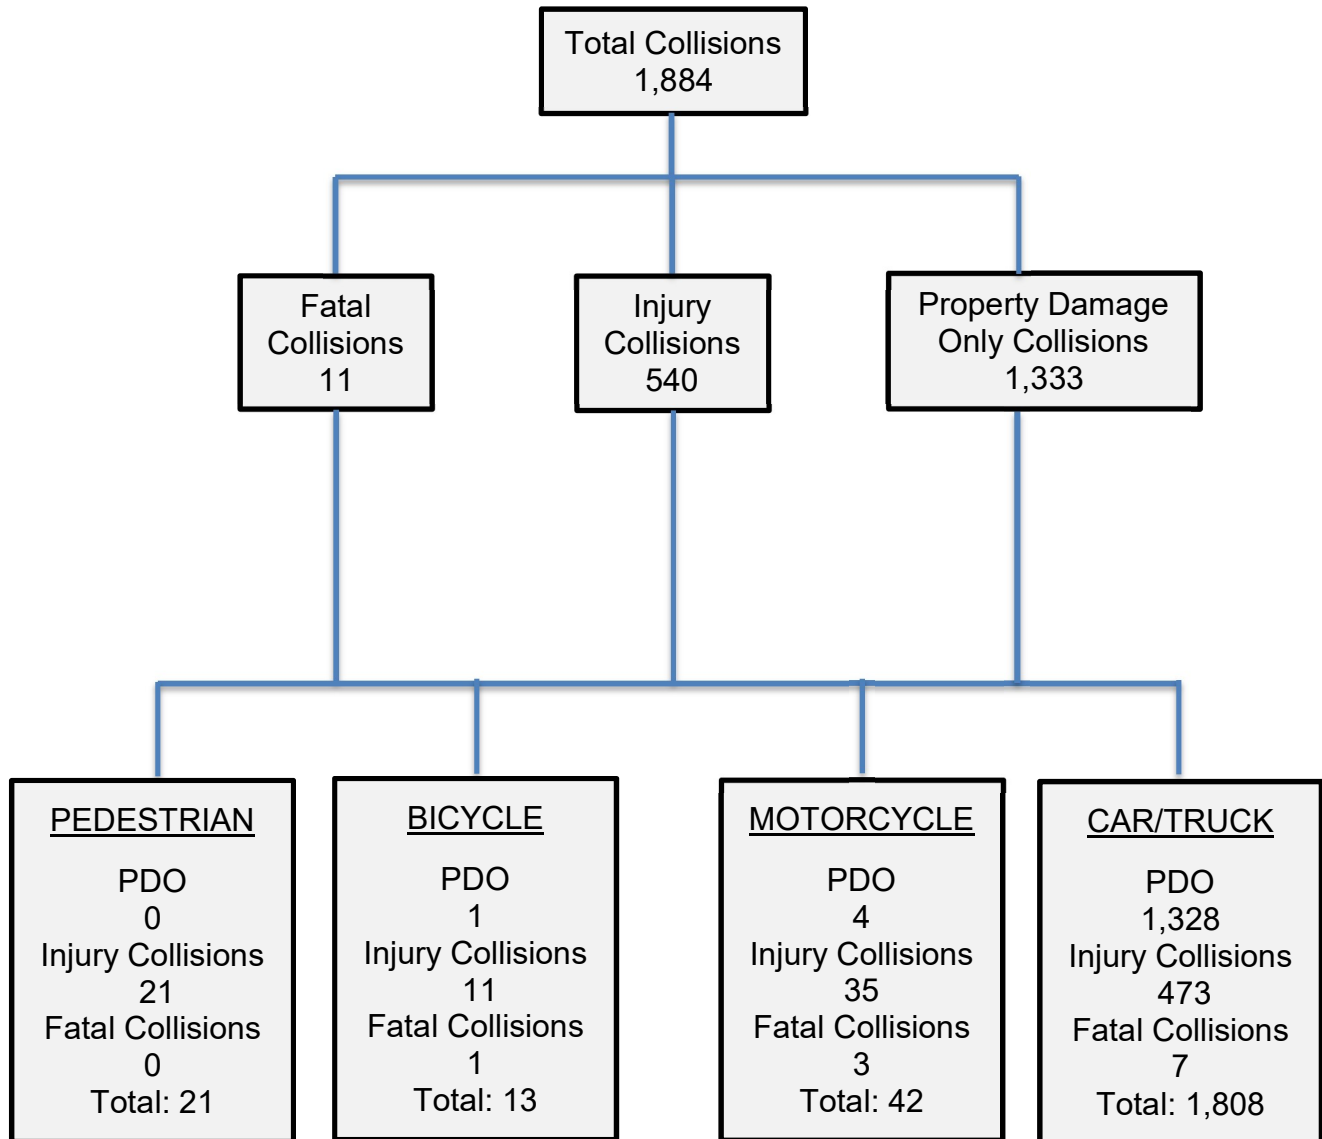 Total Collisions
1,884
Fatal
Collisions
11
Injury
Collisions
540
Property Damage
Only Collisions
1,333
PEDESTRIAN
PDO
0
Injury Collisions
21
Fatal Collisions
0
Total: 21
BICYCLE
PDO
1
Injury Collisions
11
Fatal Collisions
1
Total: 13
MOTORCYCLE
PDO
4
Injury Collisions
35
Fatal Collisions
3
Total: 42
CAR/TRUCK
PDO
1,328
Injury Collisions
473
Fatal Collisions
7
Total: 1,808